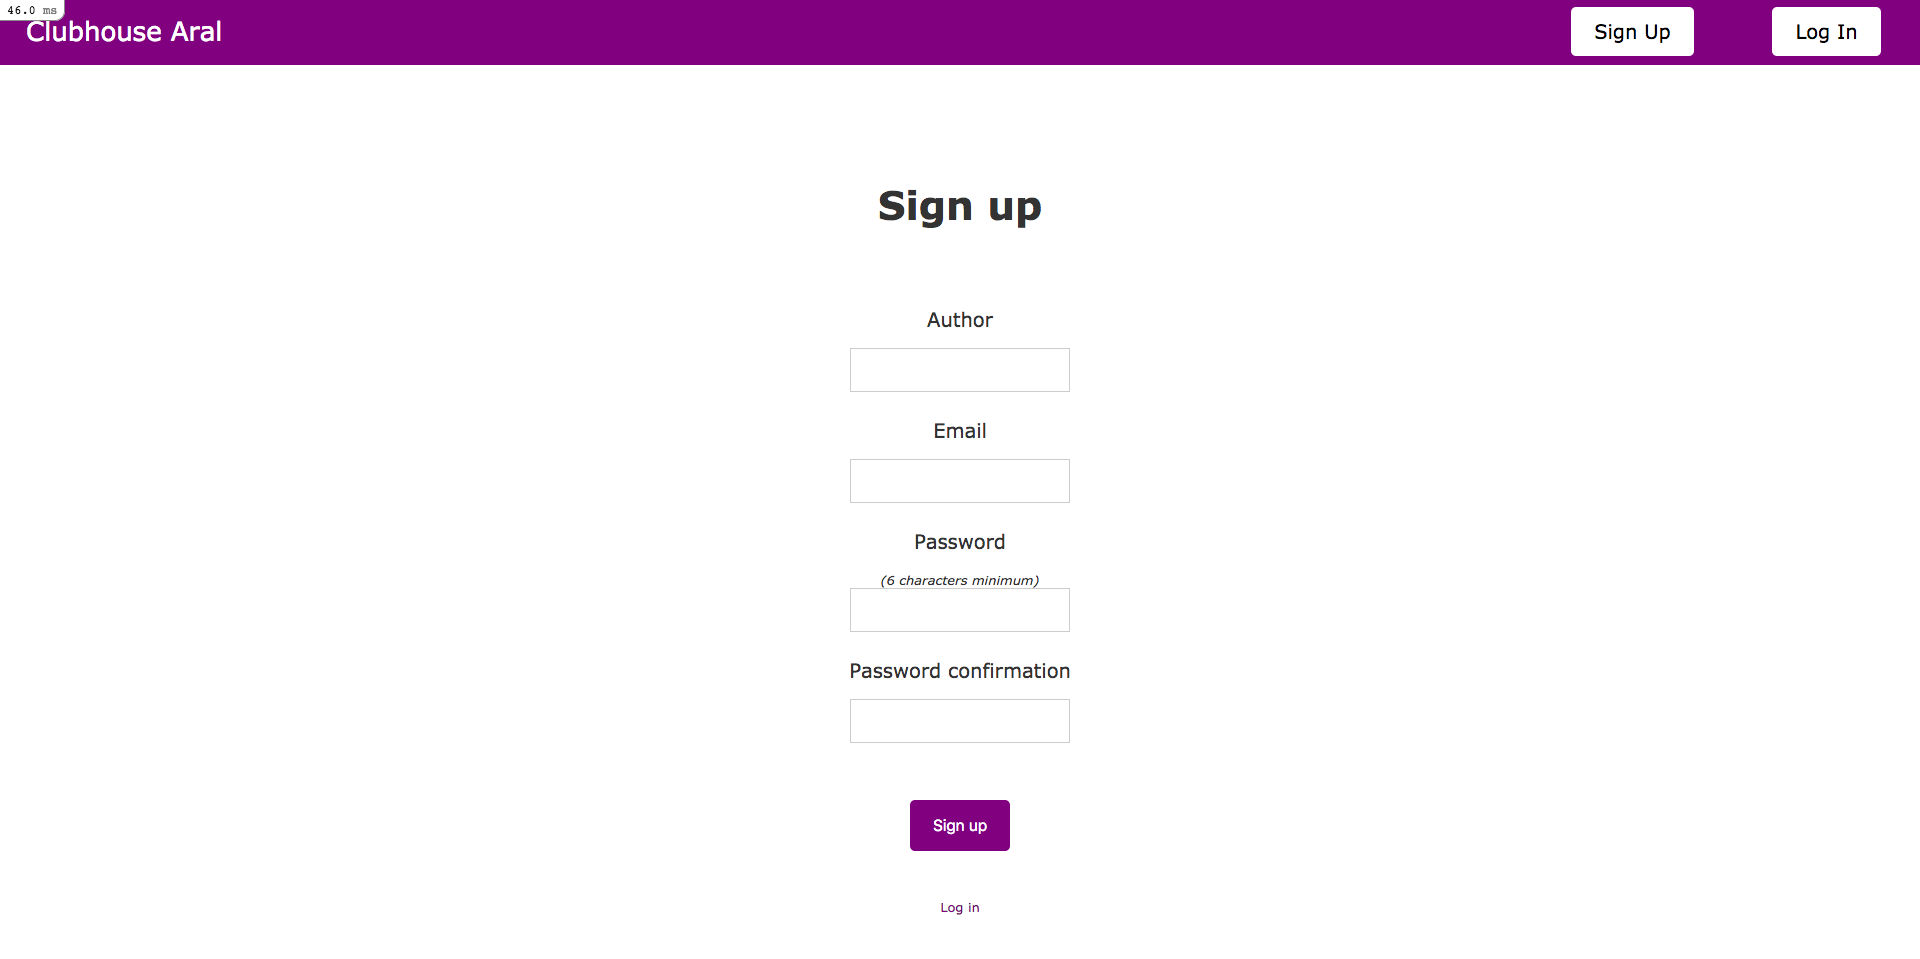 46.0 ms
Clubhouse Aral
Sign Up
Log In
Sign up
Author
Email
Password
(6 characters minimum)
Password confirmation
Sign up
Log in